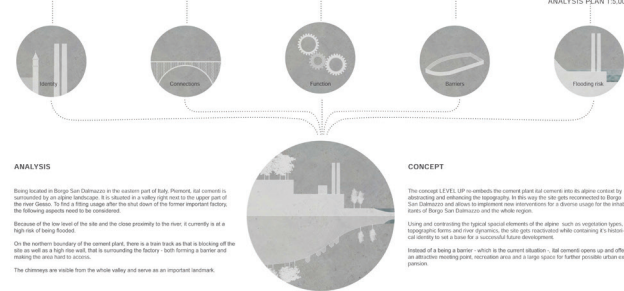 ANALYSIS PLAN 1:5.00
Identity
Connections
Function
Barriers
Flooding risk
ANALYSIS
Being located in Borgo San Dalmazzo in the eastern part of Italy, Piemont, ital cementi is
surrounded by an alpine landscape. It is situated in a valley right next to the upper part of
the river Gesso. To find a fitting usage after the shut down of the former important factory,
the following aspects need to be considered.
Because of the low level of the site and the close proximity to the river, it currently is at a
high risk of being flooded.
On the northern boundary of the cement plant, there is a train track as that is blocking off the
site as well as a high rise wall, that is surrounding the factory - both forming a barrier and
making the area hard to access.
The chimneys are visible from the whole valley and serve as an important landmark.
CONCEPT
The concept LEVEL UP re-embeds the cement plant ital cementi into its alpine context by
abstracting and enhancing the topography. In this way the site gets reconnected to Borgo
San Dalmazzo and allows to implement new interventions for a diverse usage for the inhab
itants of Borgo San Dalmazzo and the whole region.
Using and controlling the typical spacial elements of the alpine such as vegetation types,
topographic forms and river dynamics, the site gets reactivated while containing it's histori-
cal identity to set a base for a successful future development.
Instead of a being a barrier - which is the current situation -, ital cementi opens up and offe
an attractive meeting point, recreation area and a large space for further possible urban ex
pansion.